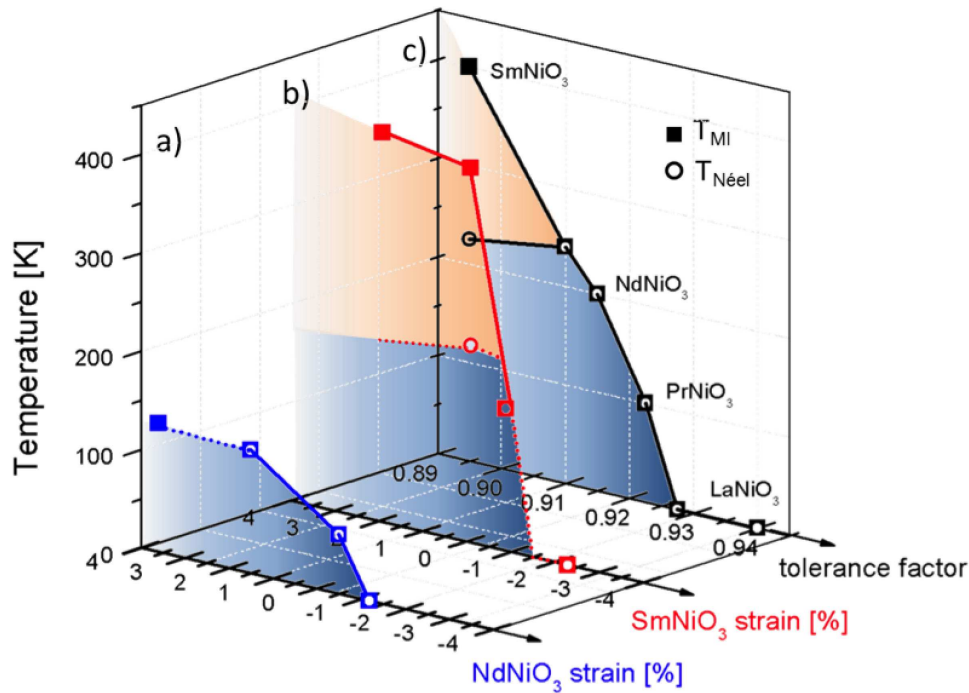 c)
SmNiO3
b)
a)
TMI
TNéel
400
300
200
100
40
Temperature [K]
NdNiO3
PrNiO3
LaNiO3
0.89
0.90
0.91
0.92
0.93
0.94
tolerance factor
4
3
1
0
-1
-2
-3
-4
SmNiO3 strain [%]
3
2
1
0
-1
-2
-3
-4
NdNiO3 strain [%]